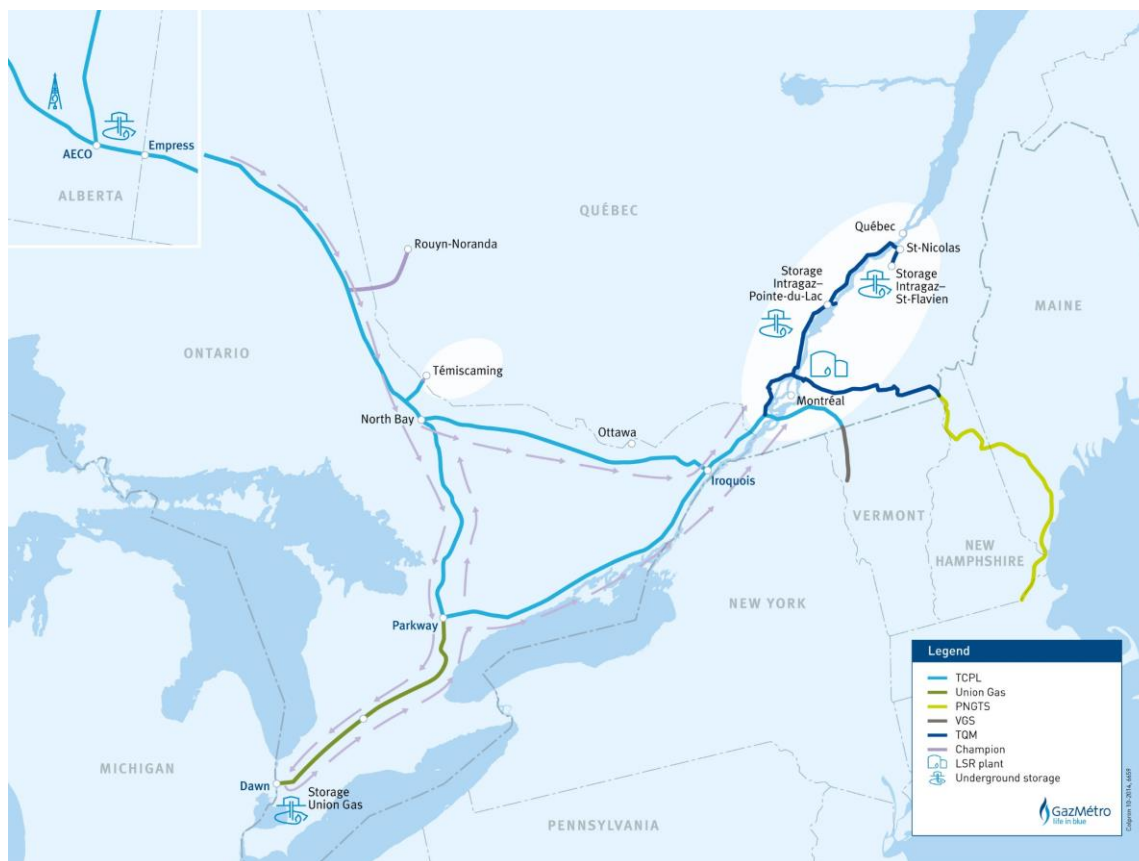 AECO
Empress
ALBERTA
QUÉBEC
Rouyn-Noranda
Québec
St-Nicolas
Storage
Intragaz–
Pointe-du-Lac
Storage
Intragaz–
St-Flavien
MAINE
ONTARIO
Témiscaming
Montréal
North Bay
Ottawa
Iroquois
VERMONT
NEW
HAMPHSHIRE
NEW YORK
Parkway
MICHIGAN
Dawn
Storage
Union Gas
PENNSYLVANIA
Legend
TCPL
Union Gas
PNGTS
VGS
TQM
Champion
LSR plant
Underground storage
GazMétro
life in blue